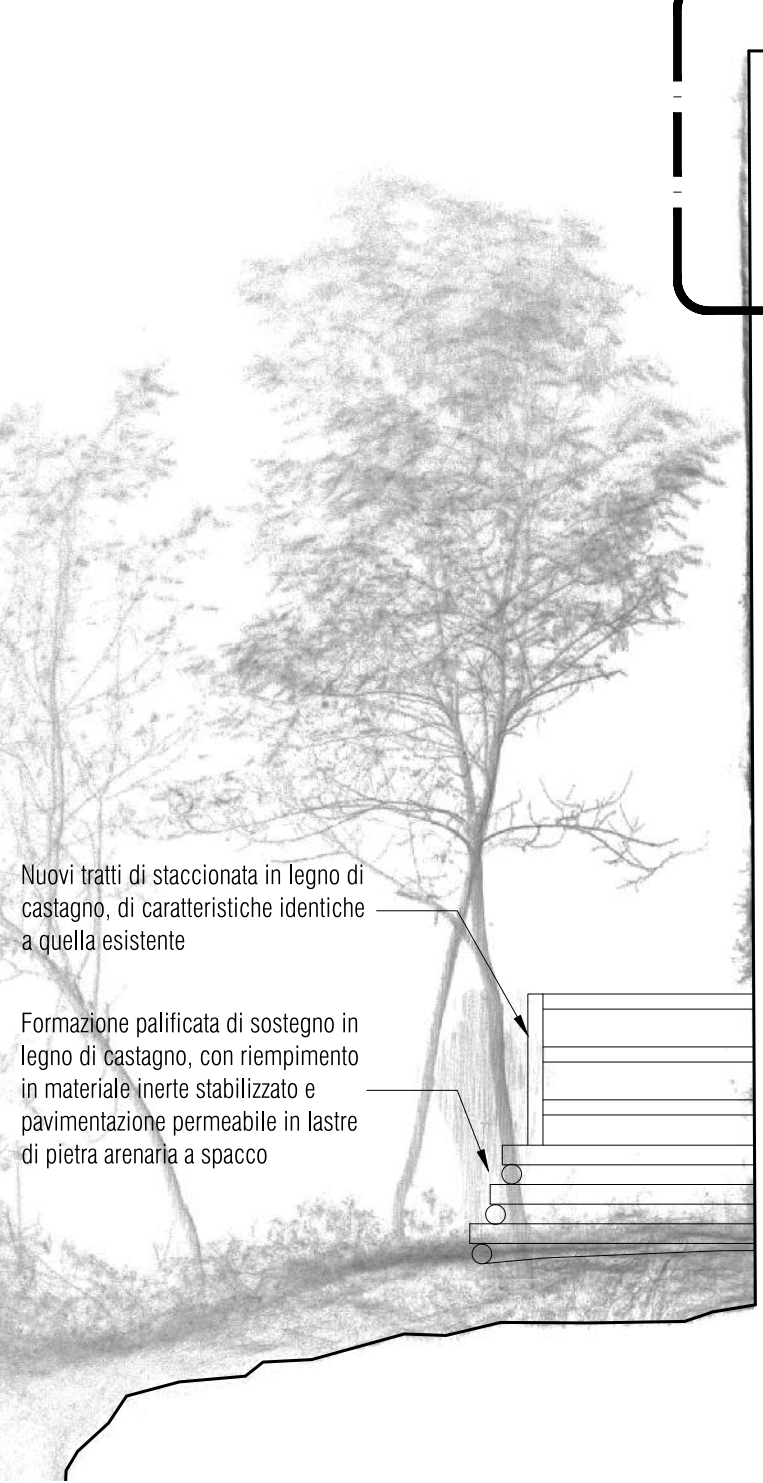 Nuovi tratti di staccionata in legno di
castagno, di caratteristiche identiche
a quella esistente
Formazione palificata di sostegno in
legno di castagno, con riempimento
in materiale inerte stabilizzato e
pavimentazione permeabile in lastre
di pietra arenaria a spacco